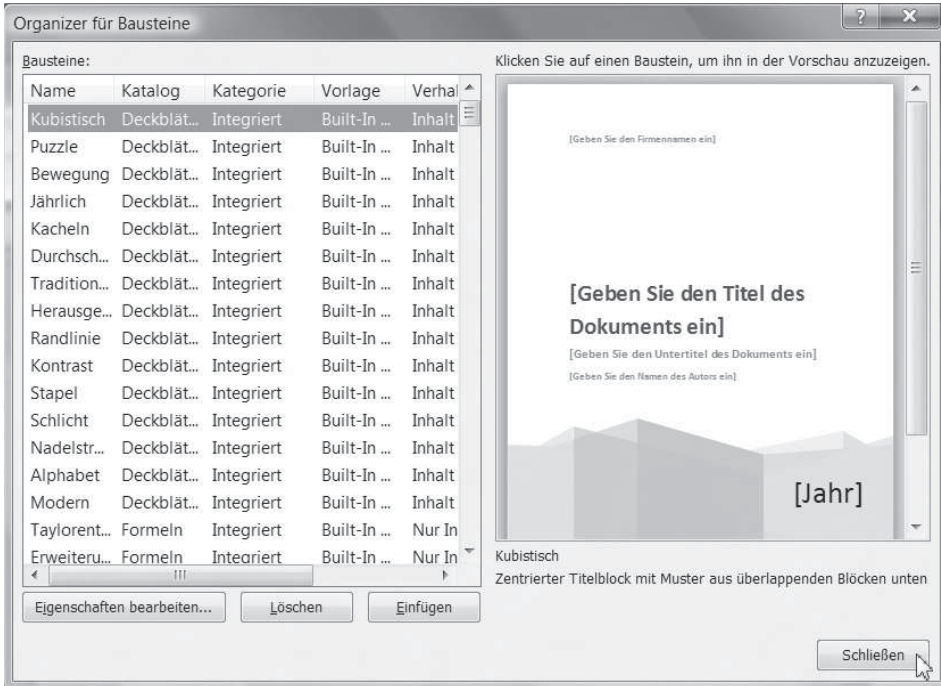 Organizer für Bausteine
Bausteine:
Name Katalog Kategorie Vorlage Verhal
Kubistisch Deckblät... Integriert Built-In ... Inhalt
Puzzle Deckblät... Integriert Built-In ... Inhalt
Bewegung Deckblät... Integriert Built-In ... Inhalt
Jährlich Deckblät... Integriert Built-In ... Inhalt
Kacheln Deckblät... Integriert Built-In ... Inhalt
Durchsch... Deckblät... Integriert Built-In ... Inhalt
Tradition... Deckblät... Integriert Built-In ... Inhalt
Herausge... Deckblät... Integriert Built-In ... Inhalt
Randlinie Deckblät... Integriert Built-In ... Inhalt
Kontrast Deckblät... Integriert Built-In ... Inhalt
Stapel Deckblät... Integriert Built-In ... Inhalt
Schlicht Deckblät... Integriert Built-In ... Inhalt
Nadelstr... Deckblät... Integriert Built-In ... Inhalt
Alphabet Deckblät... Integriert Built-In ... Inhalt
Modern Deckblät... Integriert Built-In ... Inhalt
Taylorent... Formeln Integriert Built-In ... Nur In
Erweiteru... Formeln Integriert Built-In ... Nur In
Eigenschaften bearbeiten... Löschen Einfügen
Klicken Sie auf einen Baustein, um ihn in der Vorschau anzuzeigen.
[Geben Sie den Firmennamen ein]
[Geben Sie den Titel des
Dokuments ein]
[Geben Sie den Untertitel des Dokuments ein]
[Geben Sie den Namen des Autors ein]
[Jahr]
Kubistisch
Zentrierter Titelblock mit Muster aus überlappenden Blöcken unten
Schließen